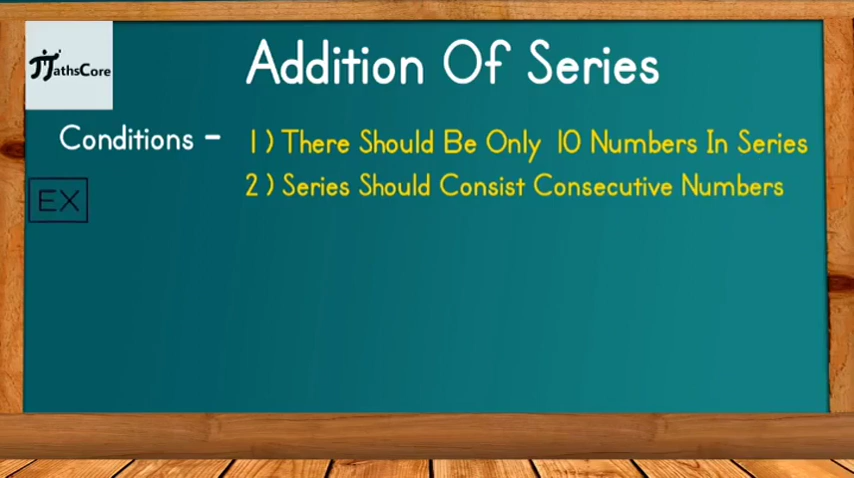 MathsCore
Addition Of Series
Conditions - 1) There Should Be Only 10 Numbers In Series
2) Series Should Consist Consecutive Numbers
EX